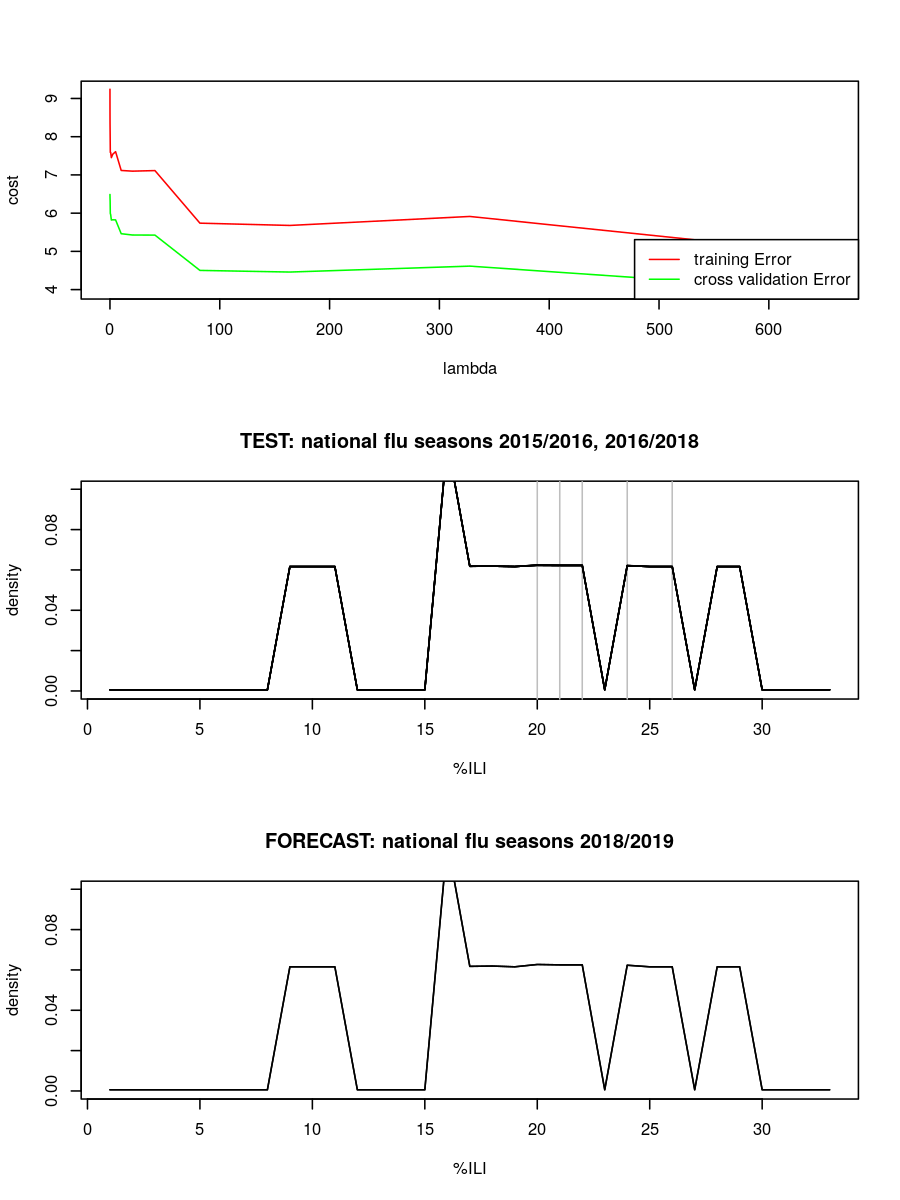 cost
9
8
7
6
5
4
training Error
cross validation Error
0 100 200 300 400 500 600
lambda
TEST: national flu seasons 2015/2016, 2016/2018
density
0.08
0.04
0.00
0 5 10 15 20 25 30
%ILI
FORECAST: national flu seasons 2018/2019
density
0.08
0.04
0.00
0 5 10 15 20 25 30
%ILI